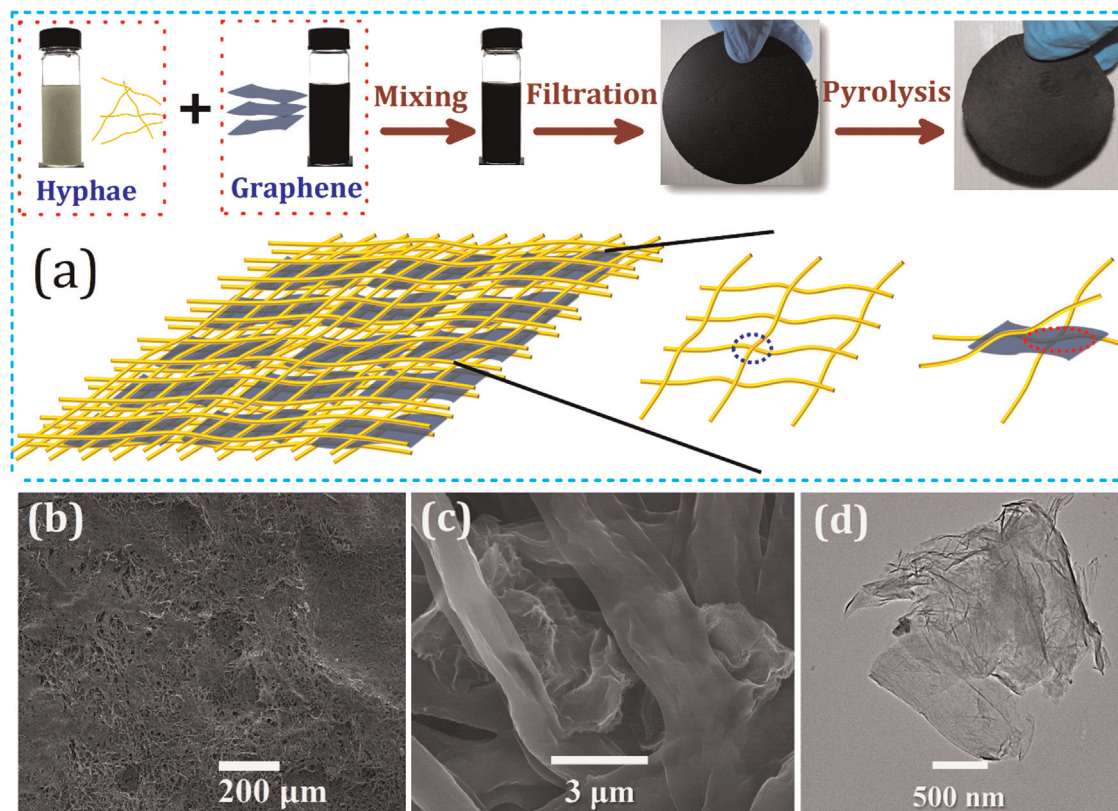 Hyphae
+
Graphene
Mixing
Filtration
Pyrolysis
(a)
(b)
200 μm
(c)
3 μm
(d)
500 nm